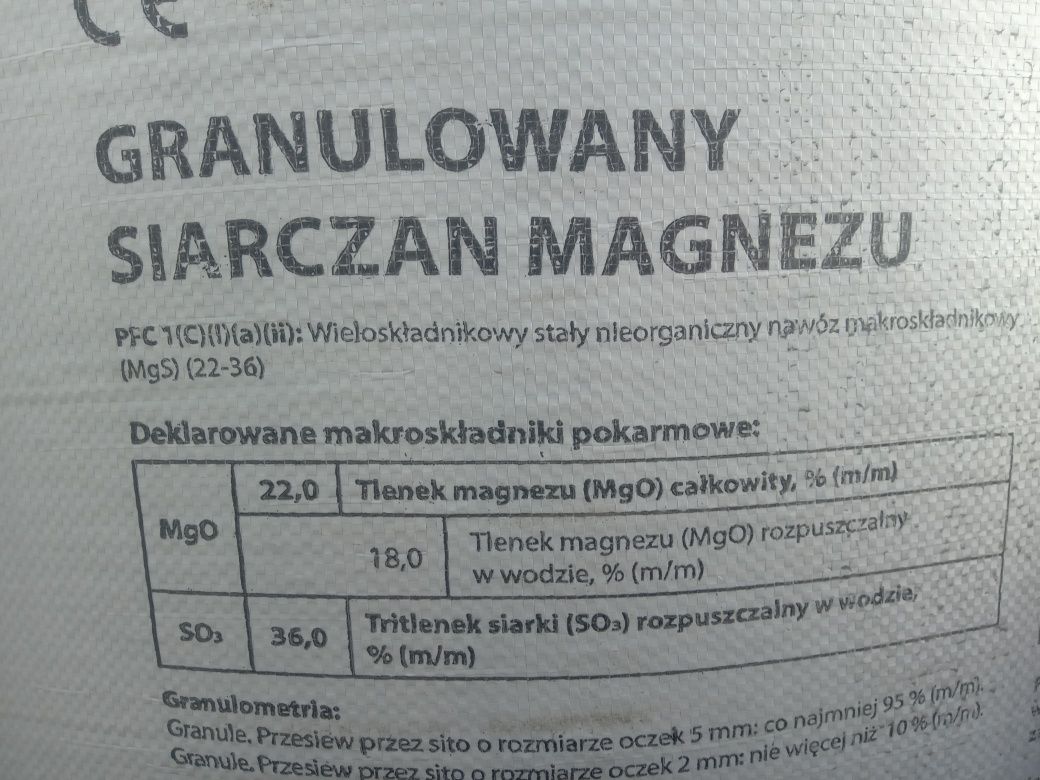 CE
GRANULOWANY
SIARCZAN MAGNEZU
PFC 1(C)(I)(a)(ii): Wieloskładnikowy stały nieorganiczny nawóz makroskładnikowy
(MgS) (22-36)
Deklarowane makroskładniki pokarmowe:
MgO
22,0 Tlenek magnezu (MgO) całkowity, % (m/m)
18,0 Tlenek magnezu (MgO) rozpuszczalny
w wodzie, % (m/m)
SO₃ 36,0 Tritlenek siarki (SO₃) rozpuszczalny w wodzie,
% (m/m)
Granulometria:
Granule. Przesiew przez sito o rozmiarze oczek 5 mm: co najmniej 95 % (m/m).
Granule. Przesiew przez sito o rozmiarze oczek 2 mm: nie więcej niż 10 % (m/m).